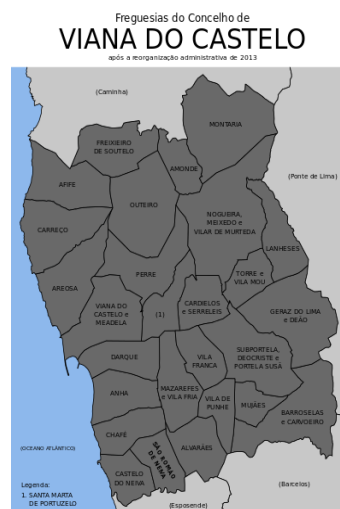 Freguesias do Concelho de
VIANA DO CASTELO
após a reorganização administrativa de 2013
(Caminha)
MONTARIA
FREIXIEIRO
DE SOUTELO
AMONDE
(Ponte de Lima)
AFIFE
OUTEIRO
NOGUEIRA,
MEIXEDO e
VILAR DE MURTEDA
CARREÇO
LANHESES
PERRE
TORRE e
VILA MOU
AREOSA
VIANA DO
CASTELO e
MEADELA
(1)
CARDIELOS
e SERRELEIS
GERAZ DO LIMA
e DEÃO
DARQUE
VILA
FRANCA
SUBPORTELA,
DEOCRISTE e
PORTELA SUSÃ
ANHA
MAZAREFES
e VILA FRIA
VILA DE
PUNHE
MUJÃES
BARROSELAS
e CARVOEIRO
CHAFÉ
SÃO ROMÃO
DE NEIVA
ALVARÃES
(OCEANO ATLÂNTICO)
CASTELO
DO NEIVA
Legenda:
1. SANTA MARTA
DE PORTUZELO
(Barcelos)
(Esposende)